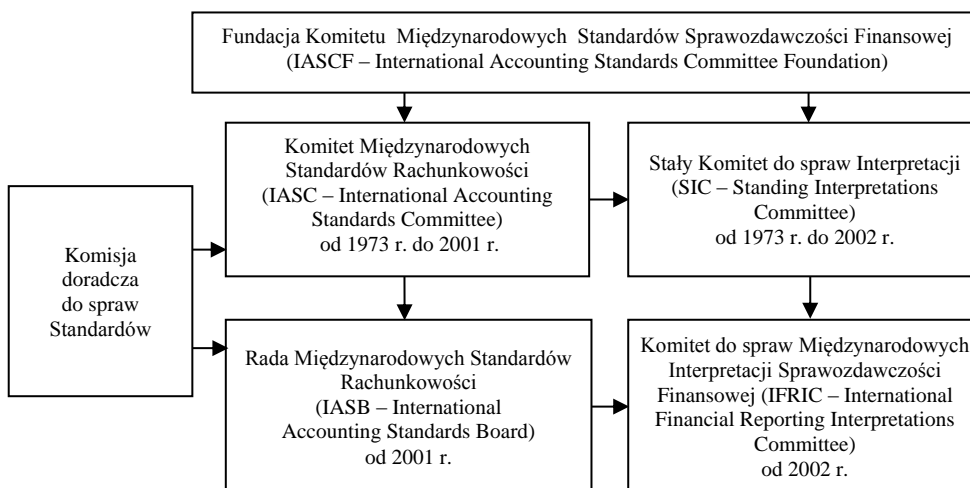 Fundacja Komitetu Międzynarodowych Standardów Sprawozdawczości Finansowej
(IASCF – International Accounting Standards Committee Foundation)
Komitet Międzynarodowych
Standardów Rachunkowości
(IASC – International Accounting
Standards Committee)
od 1973 r. do 2001 r.
Stały Komitet do spraw Interpretacji
(SIC – Standing Interpretations
Committee)
od 1973 r. do 2002 r.
Komisja
doradcza
do spraw
Standardów
Rada Międzynarodowych Standardów
Rachunkowości
(IASB – International
Accounting Standards Board)
od 2001 r.
Komitet do spraw Międzynarodowych
Interpretacji Sprawozdawczości
Finansowej (IFRIC – International
Financial Reporting Interpretations
Committee)
od 2002 r.